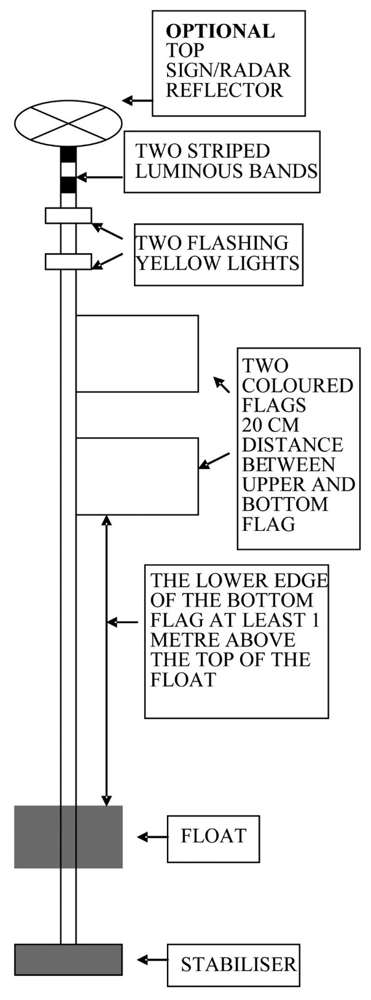 OPTIONAL
TOP
SIGN/RADAR
REFLECTOR
TWO STRIPED
LUMINOUS BANDS
TWO FLASHING
YELLOW LIGHTS
TWO
COLOURED
FLAGS
20 CM
DISTANCE
BETWEEN
UPPER AND
BOTTOM
FLAG
THE LOWER EDGE
OF THE BOTTOM
FLAG AT LEAST 1
METRE ABOVE
THE TOP OF THE
FLOAT
FLOAT
STABILISER